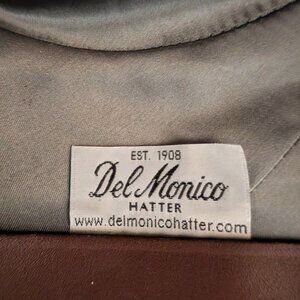 EST. 1908
Del Monico
HATTER
www.delmonicohatter.com